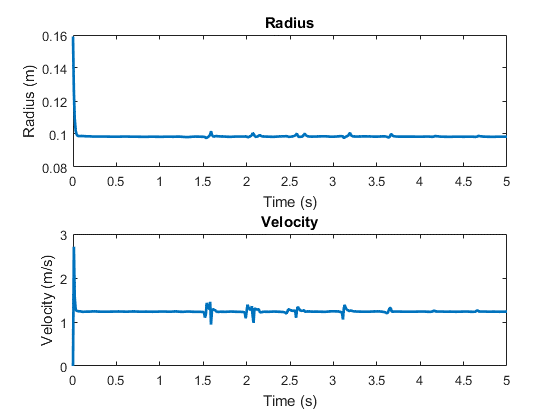 Radius
0.16
0.14
0.12
0.1
0.08
Radius (m)
0 0.5 1 1.5 2 2.5 3 3.5 4 4.5 5
Time (s)
Velocity
3
2
1
0
Velocity (m/s)
0 0.5 1 1.5 2 2.5 3 3.5 4 4.5 5
Time (s)